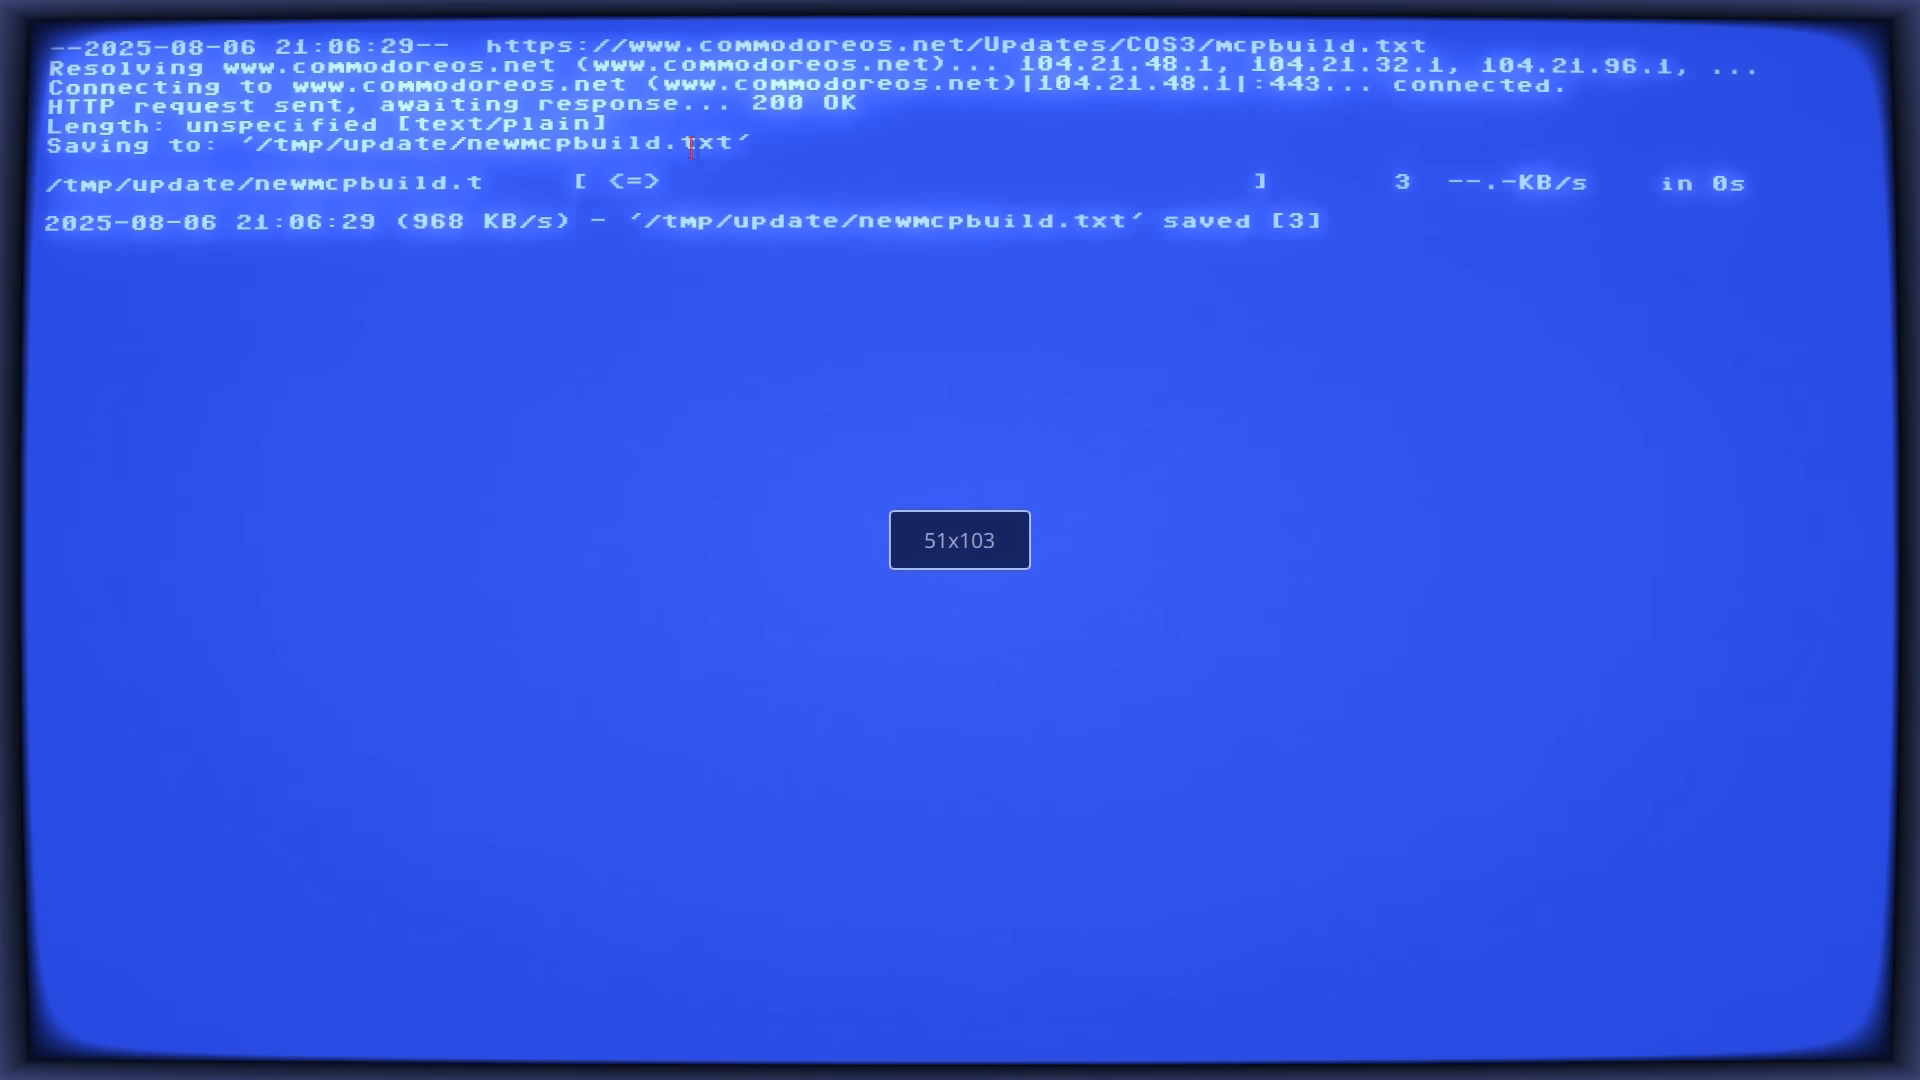 --2025-08-06 21:06:29--  https://www.commodoreos.net/Updates/COS3/mcpbuild.txt
Resolving www.commodoreos.net (www.commodoreos.net)... 104.21.48.1, 104.21.32.1, 104.21.96.1, ...
Connecting to www.commodoreos.net (www.commodoreos.net)|104.21.48.1|:443... connected.
HTTP request sent, awaiting response... 200 OK
Length: unspecified [text/plain]
Saving to: ‘/tmp/update/newmcpbuild.txt’
/tmp/update/newmcpbuild.t     [ <=>                                  ]       3  --.-KB/s    in 0s
2025-08-06 21:06:29 (968 KB/s) - ‘/tmp/update/newmcpbuild.txt’ saved [3]
51x103